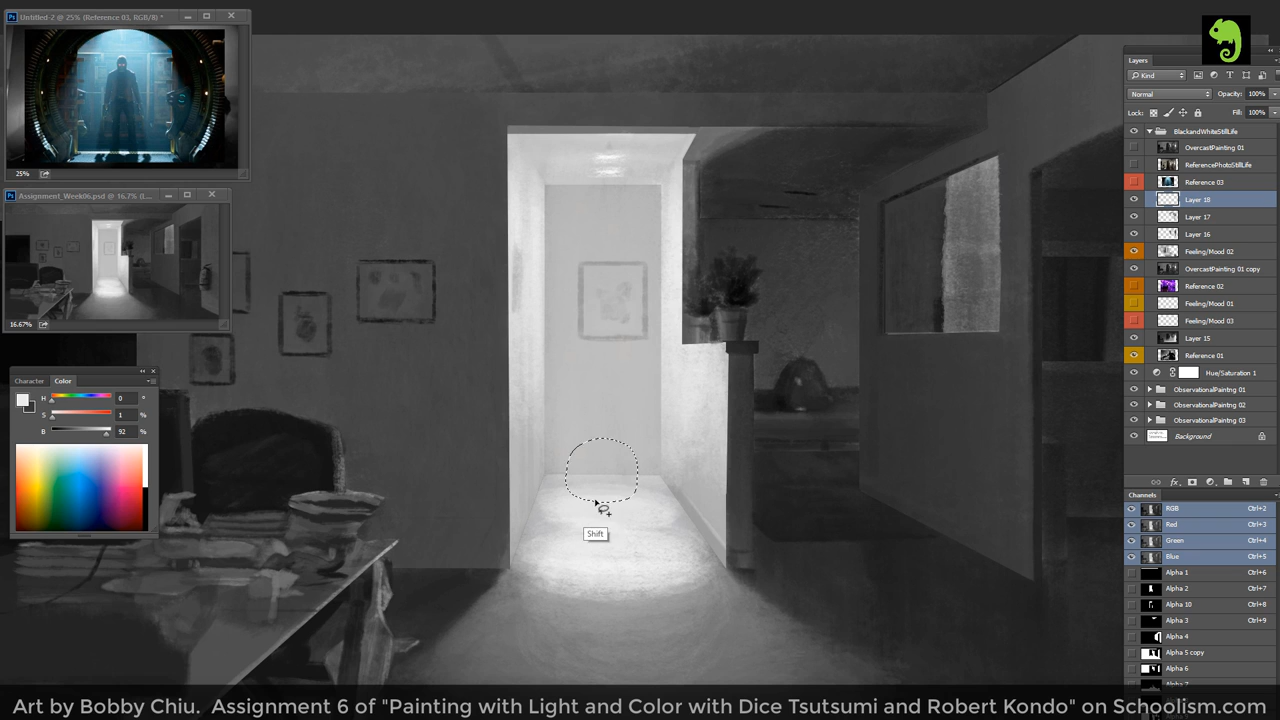 Untitled-2 @ 25% (Reference 03, RGB/8) *
25%
Assignment_Week06.psd @ 16.7% (L...
16.67%
Character Color
H 0 °
S 1 %
B 92 %
Shift
Layers
Kind
Normal Opacity: 100%
Lock: Fill: 100%
BlackandWhiteStillLife
OvercastPainting 01
ReferencePhotoStillLife
Reference 03
Layer 18
Layer 17
Layer 16
Feeling/Mood 02
OvercastPainting 01 copy
Reference 02
Feeling/Mood 01
Feeling/Mood 03
Layer 15
Reference 01
Hue/Saturation 1
ObservationalPaintng 01
ObservationalPaintng 02
ObservationalPaintng 03
Background
fx
Channels
RGB Ctrl+2
Red Ctrl+3
Green Ctrl+4
Blue Ctrl+5
Alpha 1 Ctrl+6
Alpha 2 Ctrl+7
Alpha 10 Ctrl+8
Alpha 3 Ctrl+9
Alpha 4
Alpha 5 copy
Alpha 6
Alpha 7
Art by Bobby Chiu. Assignment 6 of "Painting with Light and Color with Dice Tsutsumi and Robert Kondo" on Schoolism.com